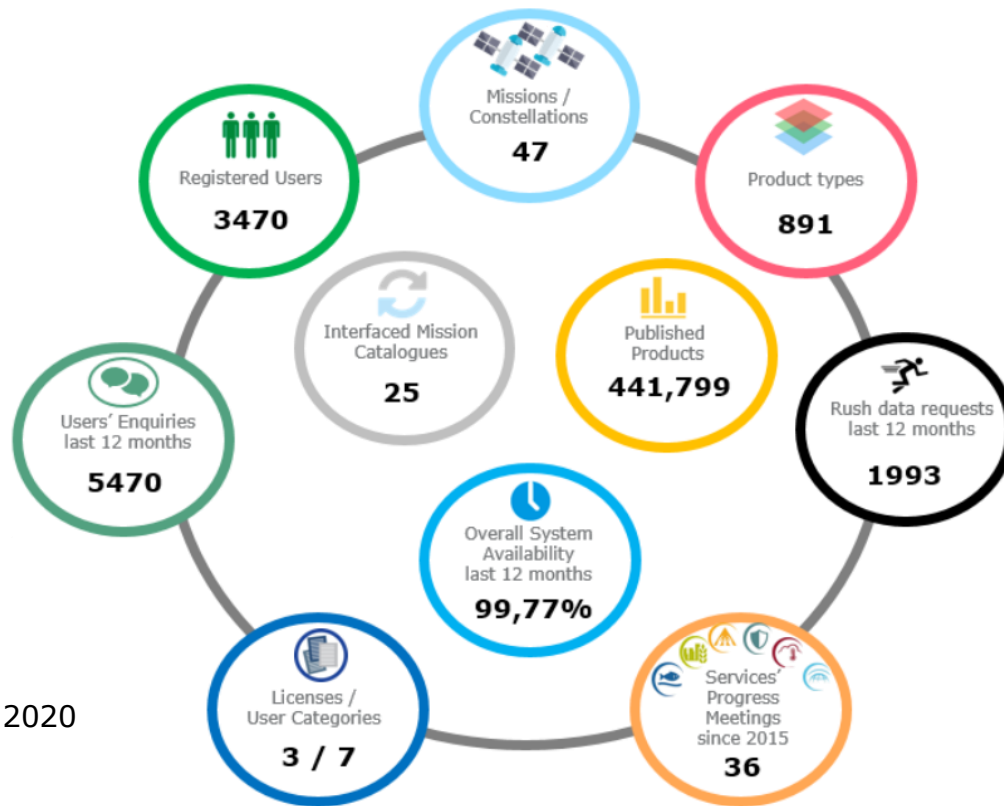 Missions /
Constellations
47
Registered Users
3470
Product types
891
Interfaced Mission
Catalogues
25
Published
Products
441,799
Users' Enquiries
last 12 months
5470
Rush data requests
last 12 months
1993
Overall System
Availability
last 12 months
99,77%
Licenses /
User Categories
3 / 7
Services'
Progress
Meetings
since 2015
36
2020